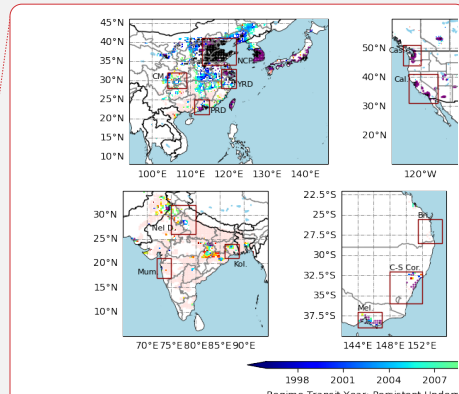 45°N
40°N
35°N
30°N
25°N
20°N
15°N
10°N
100°E 110°E 120°E 130°E 140°E
CM
NCP
YRD
PRD
50°N
40°N
30°N
20°N
120°W
Cas
Cal.
30°N
25°N
20°N
15°N
10°N
70°E 75°E 80°E 85°E 90°E
Nel D.
Mum.
Kol.
22.5°S
25°S
27.5°S
30°S
32.5°S
35°S
37.5°S
144°E 148°E 152°E
C-S Cor.
Mel.
1998 2001 2004 2007